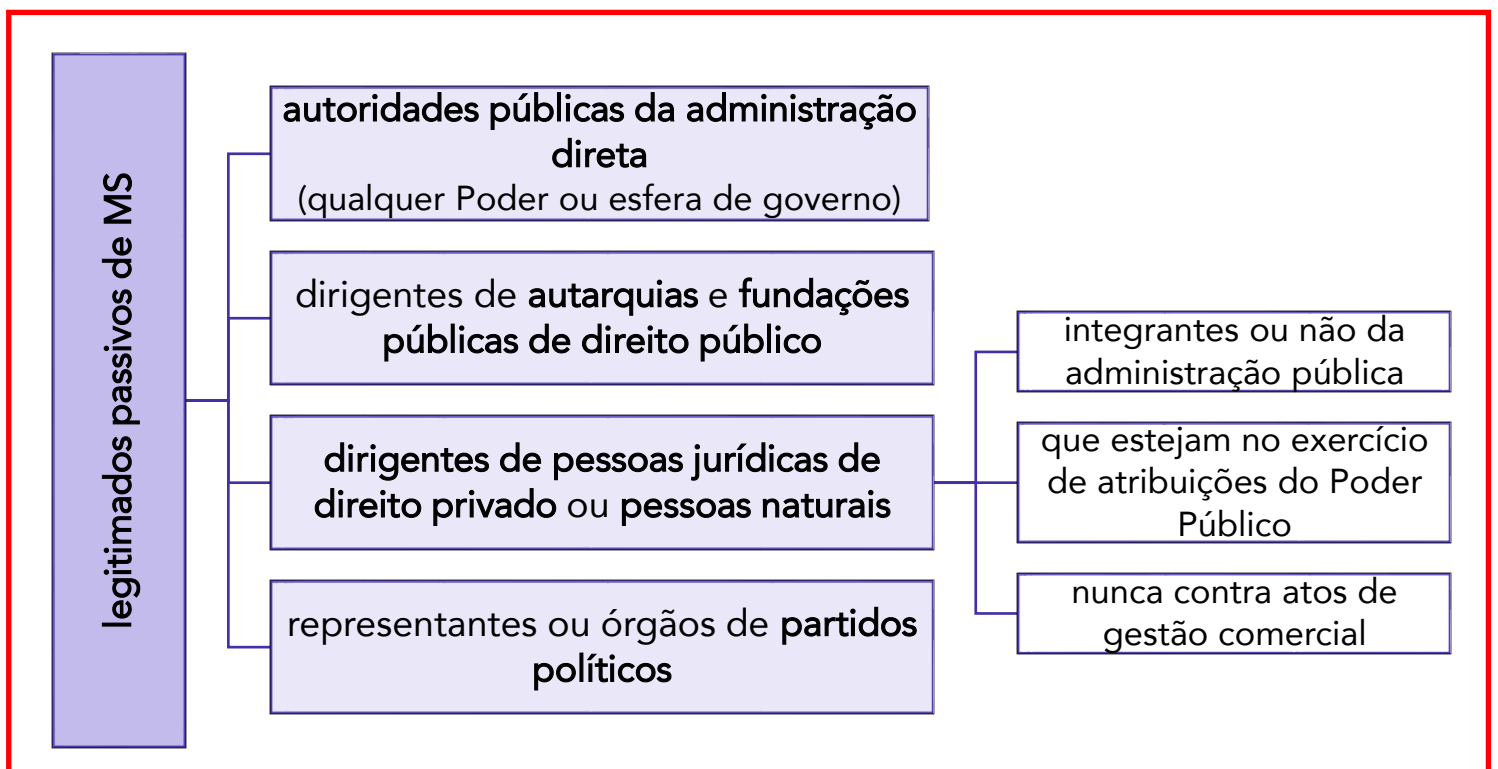 legitimados passivos de MS
autoridades públicas da administração
direta
(qualquer Poder ou esfera de governo)
dirigentes de autarquias e fundações
públicas de direito público
dirigentes de pessoas jurídicas de
direito privado ou pessoas naturais
integrantes ou não da
administração pública
que estejam no exercício
de atribuições do Poder
Público
nunca contra atos de
gestão comercial
representantes ou órgãos de partidos
políticos